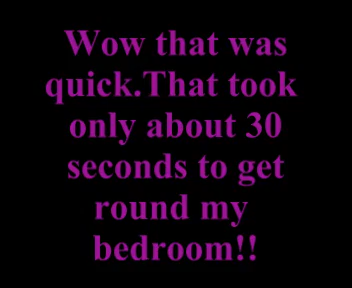 Wow that was
quick.That took
only about 30
seconds to get
round my
bedroom!!